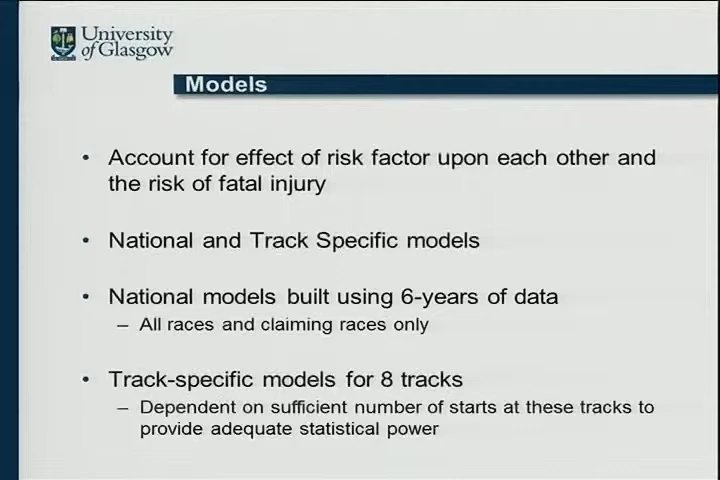 University
of Glasgow
Models
• Account for effect of risk factor upon each other and
the risk of fatal injury
• National and Track Specific models
• National models built using 6-years of data
– All races and claiming races only
• Track-specific models for 8 tracks
– Dependent on sufficient number of starts at these tracks to
provide adequate statistical power